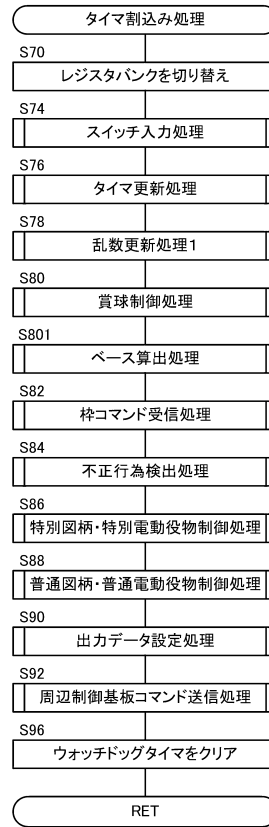 タイマ割込み処理
S70
レジスタバンクを切り替え
S74
スイッチ入力処理
S76
タイマ更新処理
S78
乱数更新処理1
S80
賞球制御処理
S801
ベース算出処理
S82
枠コマンド受信処理
S84
不正行為検出処理
S86
特別図柄・特別電動役物制御処理
S88
普通図柄・普通電動役物制御処理
S90
出力データ設定処理
S92
周辺制御基板コマンド送信処理
S96
ウォッチドッグタイマをクリア
RET